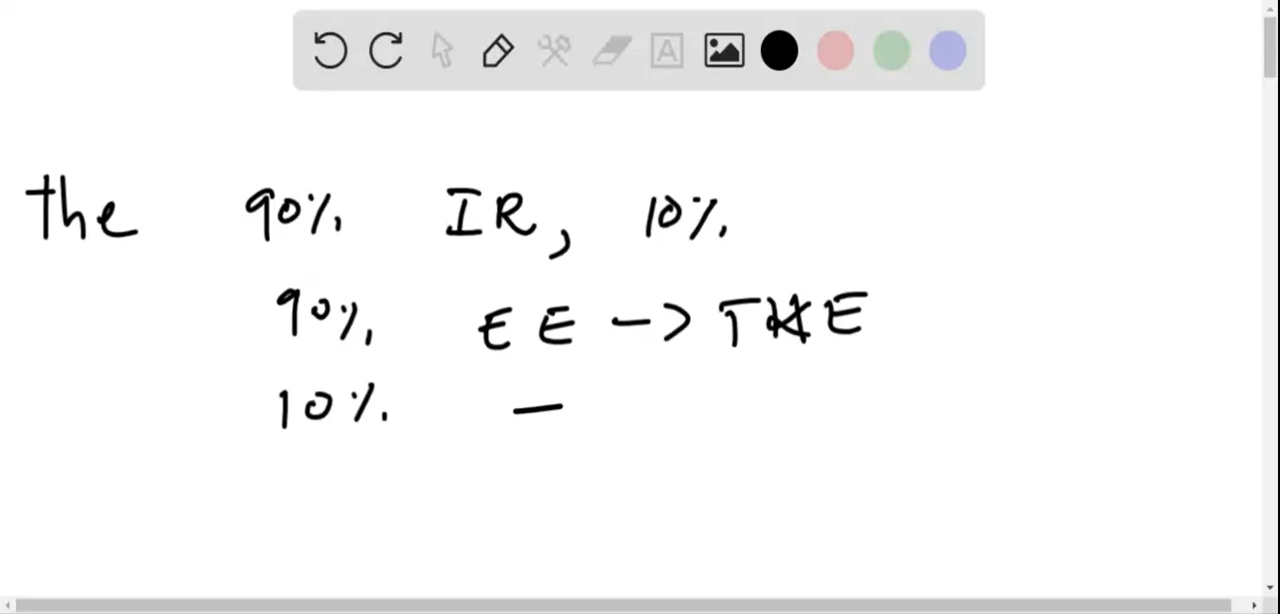 the 90% IR, 10%.
90% EE -> THE
10%. —